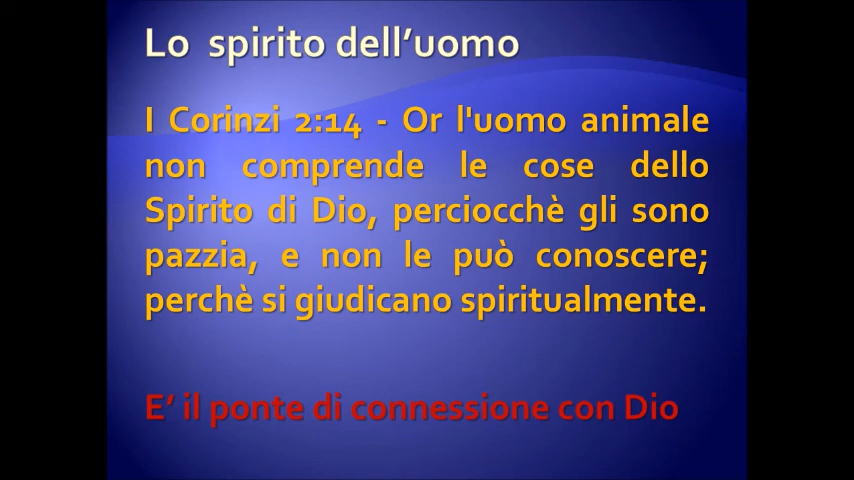 Lo spirito dell’uomo
I Corinzi 2:14 - Or l'uomo animale
non comprende le cose dello
Spirito di Dio, perciocchè gli sono
pazzia, e non le può conoscere;
perchè si giudicano spiritualmente.
E’ il ponte di connessione con Dio